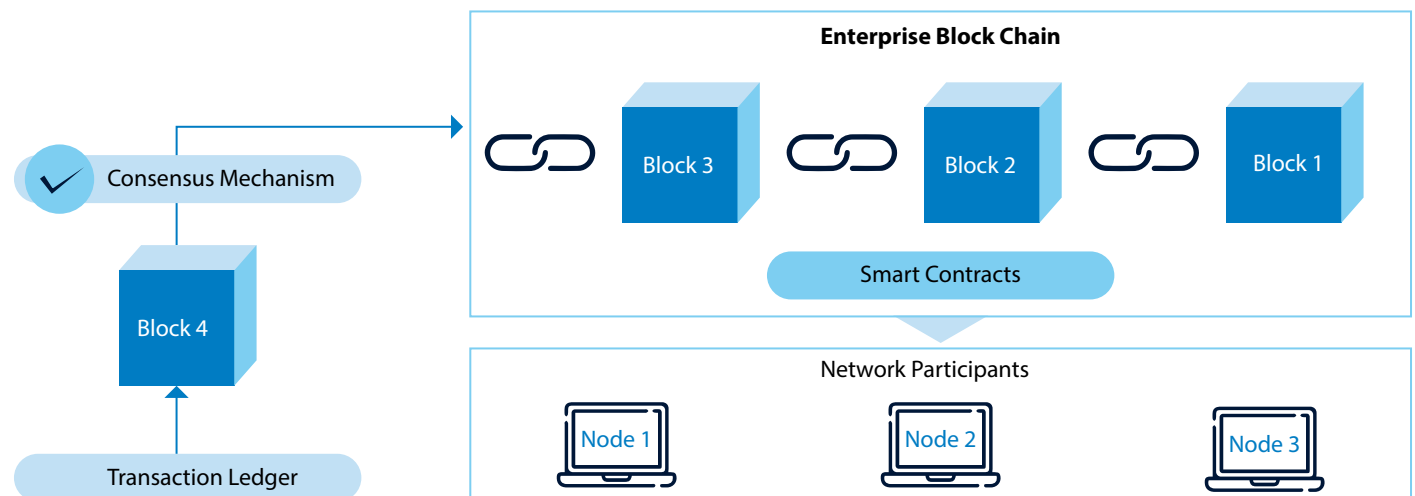 Enterprise Block Chain
Block 3
Block 2
Block 1
Consensus Mechanism
Smart Contracts
Block 4
Network Participants
Node 1
Node 2
Node 3
Transaction Ledger